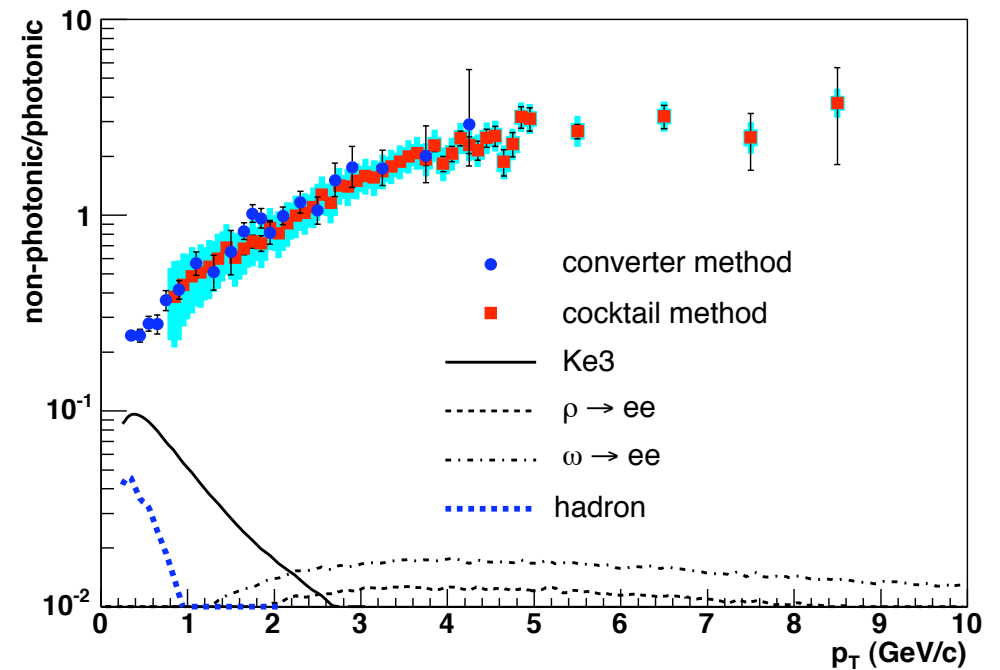 non-photonic/photonic
10
1
10-1
10-2
converter method
cocktail method
Ke3
ρ → ee
ω → ee
hadron
0 1 2 3 4 5 6 7 8 9 10
pT (GeV/c)